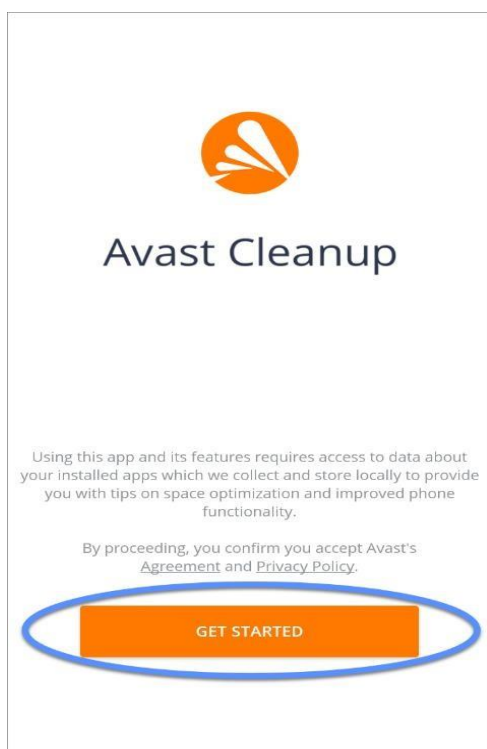 Avast Cleanup
Using this app and its features requires access to data about
your installed apps which we collect and store locally to provide
you with tips on space optimization and improved phone
functionality.
By proceeding, you confirm you accept Avast's
Agreement and Privacy Policy.
GET STARTED